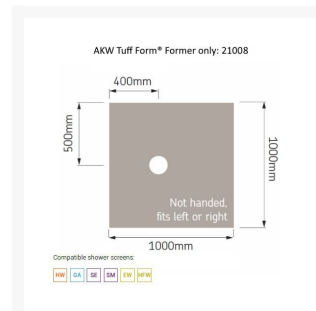 AKW Tuff Form® Former only: 21008
400mm
500mm
1000mm
Not handed,
fits left or right
1000mm
Compatible shower screens:
HW GA SE SM EW HFW